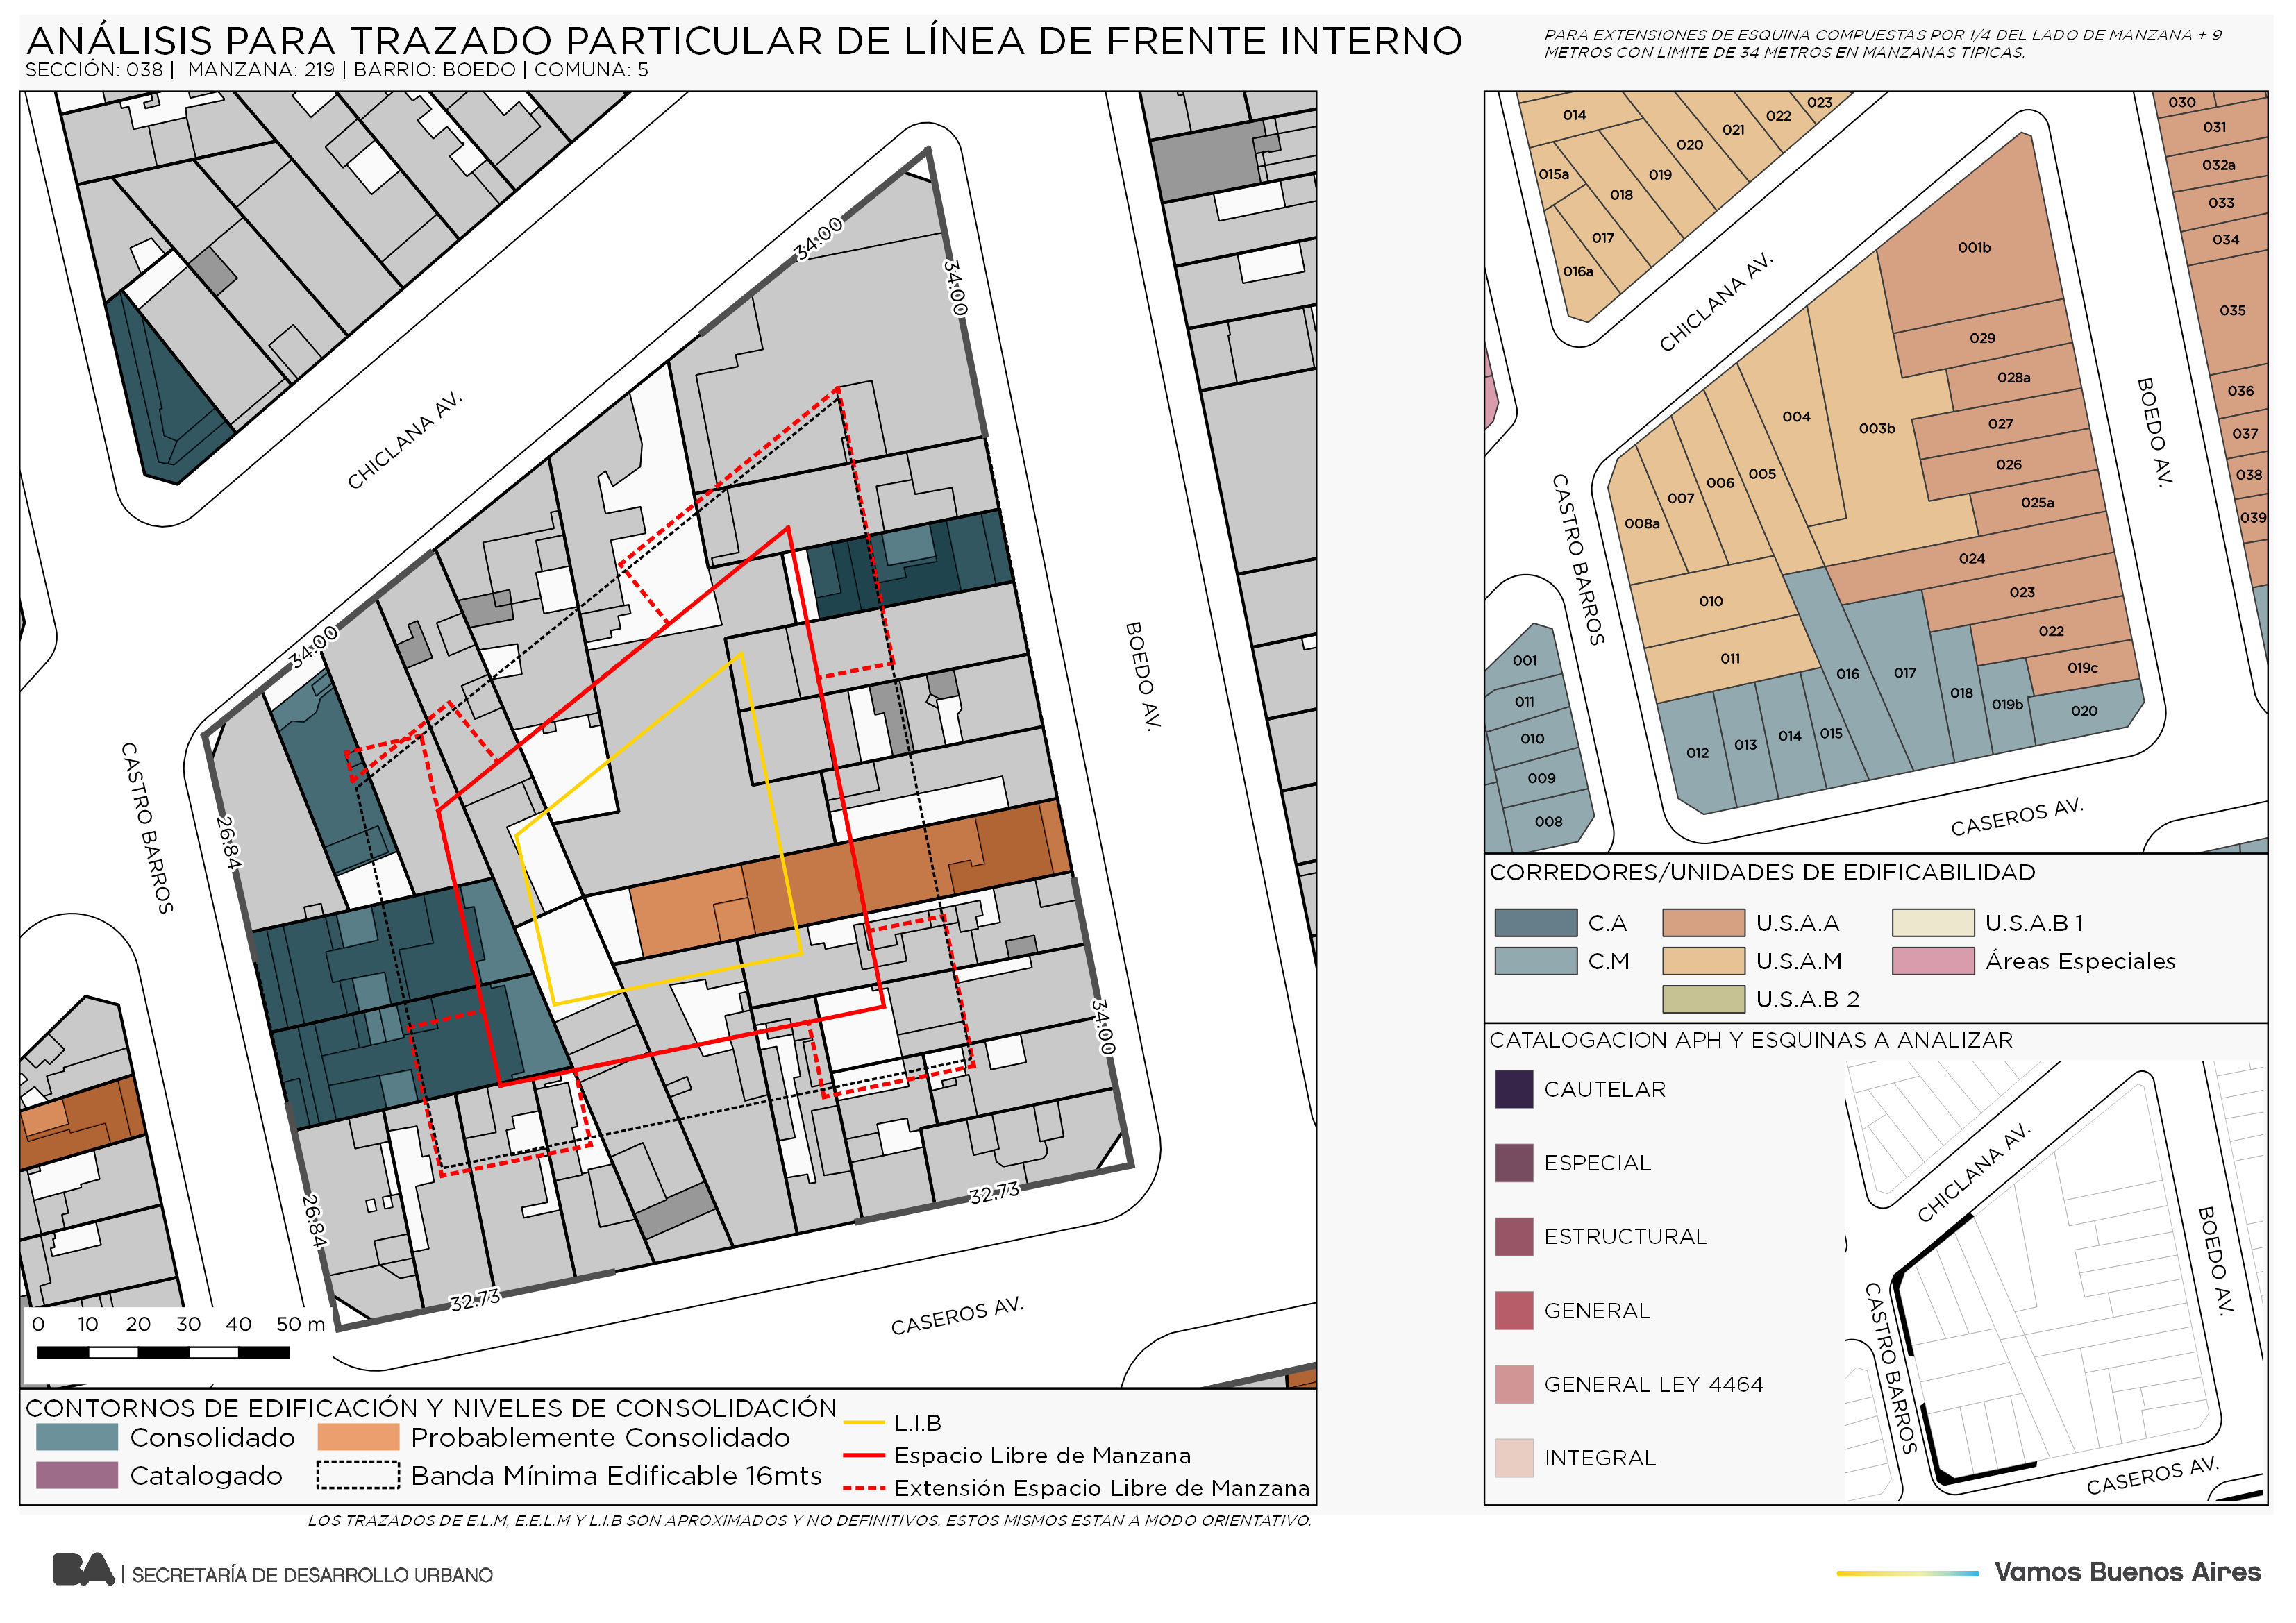 ANÁLISIS PARA TRAZADO PARTICULAR DE LÍNEA DE FRENTE INTERNO
SECCIÓN: 038 | MANZANA: 219 | BARRIO: BOEDO | COMUNA: 5
PARA EXTENSIONES DE ESQUINA COMPUESTAS POR 1/4 DEL LADO DE MANZANA + 9
METROS CON LIMITE DE 34 METROS EN MANZANAS TIPICAS.
34.00
34.00
CHICLANA AV.
34.00
BOEDO AV.
CASTRO BARROS
26.84
34.00
26.84
32.73
32.73
CASEROS AV.
0 10 20 30 40 50 m
CONTORNOS DE EDIFICACIÓN Y NIVELES DE CONSOLIDACIÓN
Consolidado
Probablemente Consolidado
Catalogado
Banda Mínima Edificable 16mts
L.I.B
Espacio Libre de Manzana
Extensión Espacio Libre de Manzana
014
023
022
021
020
019
015a
018
017
016a
030
031
032a
033
034
035
036
037
038
039
CHICLANA AV.
001b
029
028a
027
026
025a
024
023
022
019c
020
003b
004
005
006
007
008a
010
011
012
013
014
015
016
017
018
019b
BOEDO AV.
CASTRO BARROS
001
011
010
009
008
CASEROS AV.
CORREDORES/UNIDADES DE EDIFICABILIDAD
C.A
U.S.A.A
U.S.A.B 1
C.M
U.S.A.M
Áreas Especiales
U.S.A.B 2
CATALOGACION APH Y ESQUINAS A ANALIZAR
CAUTELAR
ESPECIAL
ESTRUCTURAL
GENERAL
GENERAL LEY 4464
INTEGRAL
CHICLANA AV.
BOEDO AV.
CASTRO BARROS
CASEROS AV.
LOS TRAZADOS DE E.L.M, E.E.L.M Y L.I.B SON APROXIMADOS Y NO DEFINITIVOS. ESTOS MISMOS ESTAN A MODO ORIENTATIVO.
BA | SECRETARÍA DE DESARROLLO URBANO
Vamos Buenos Aires